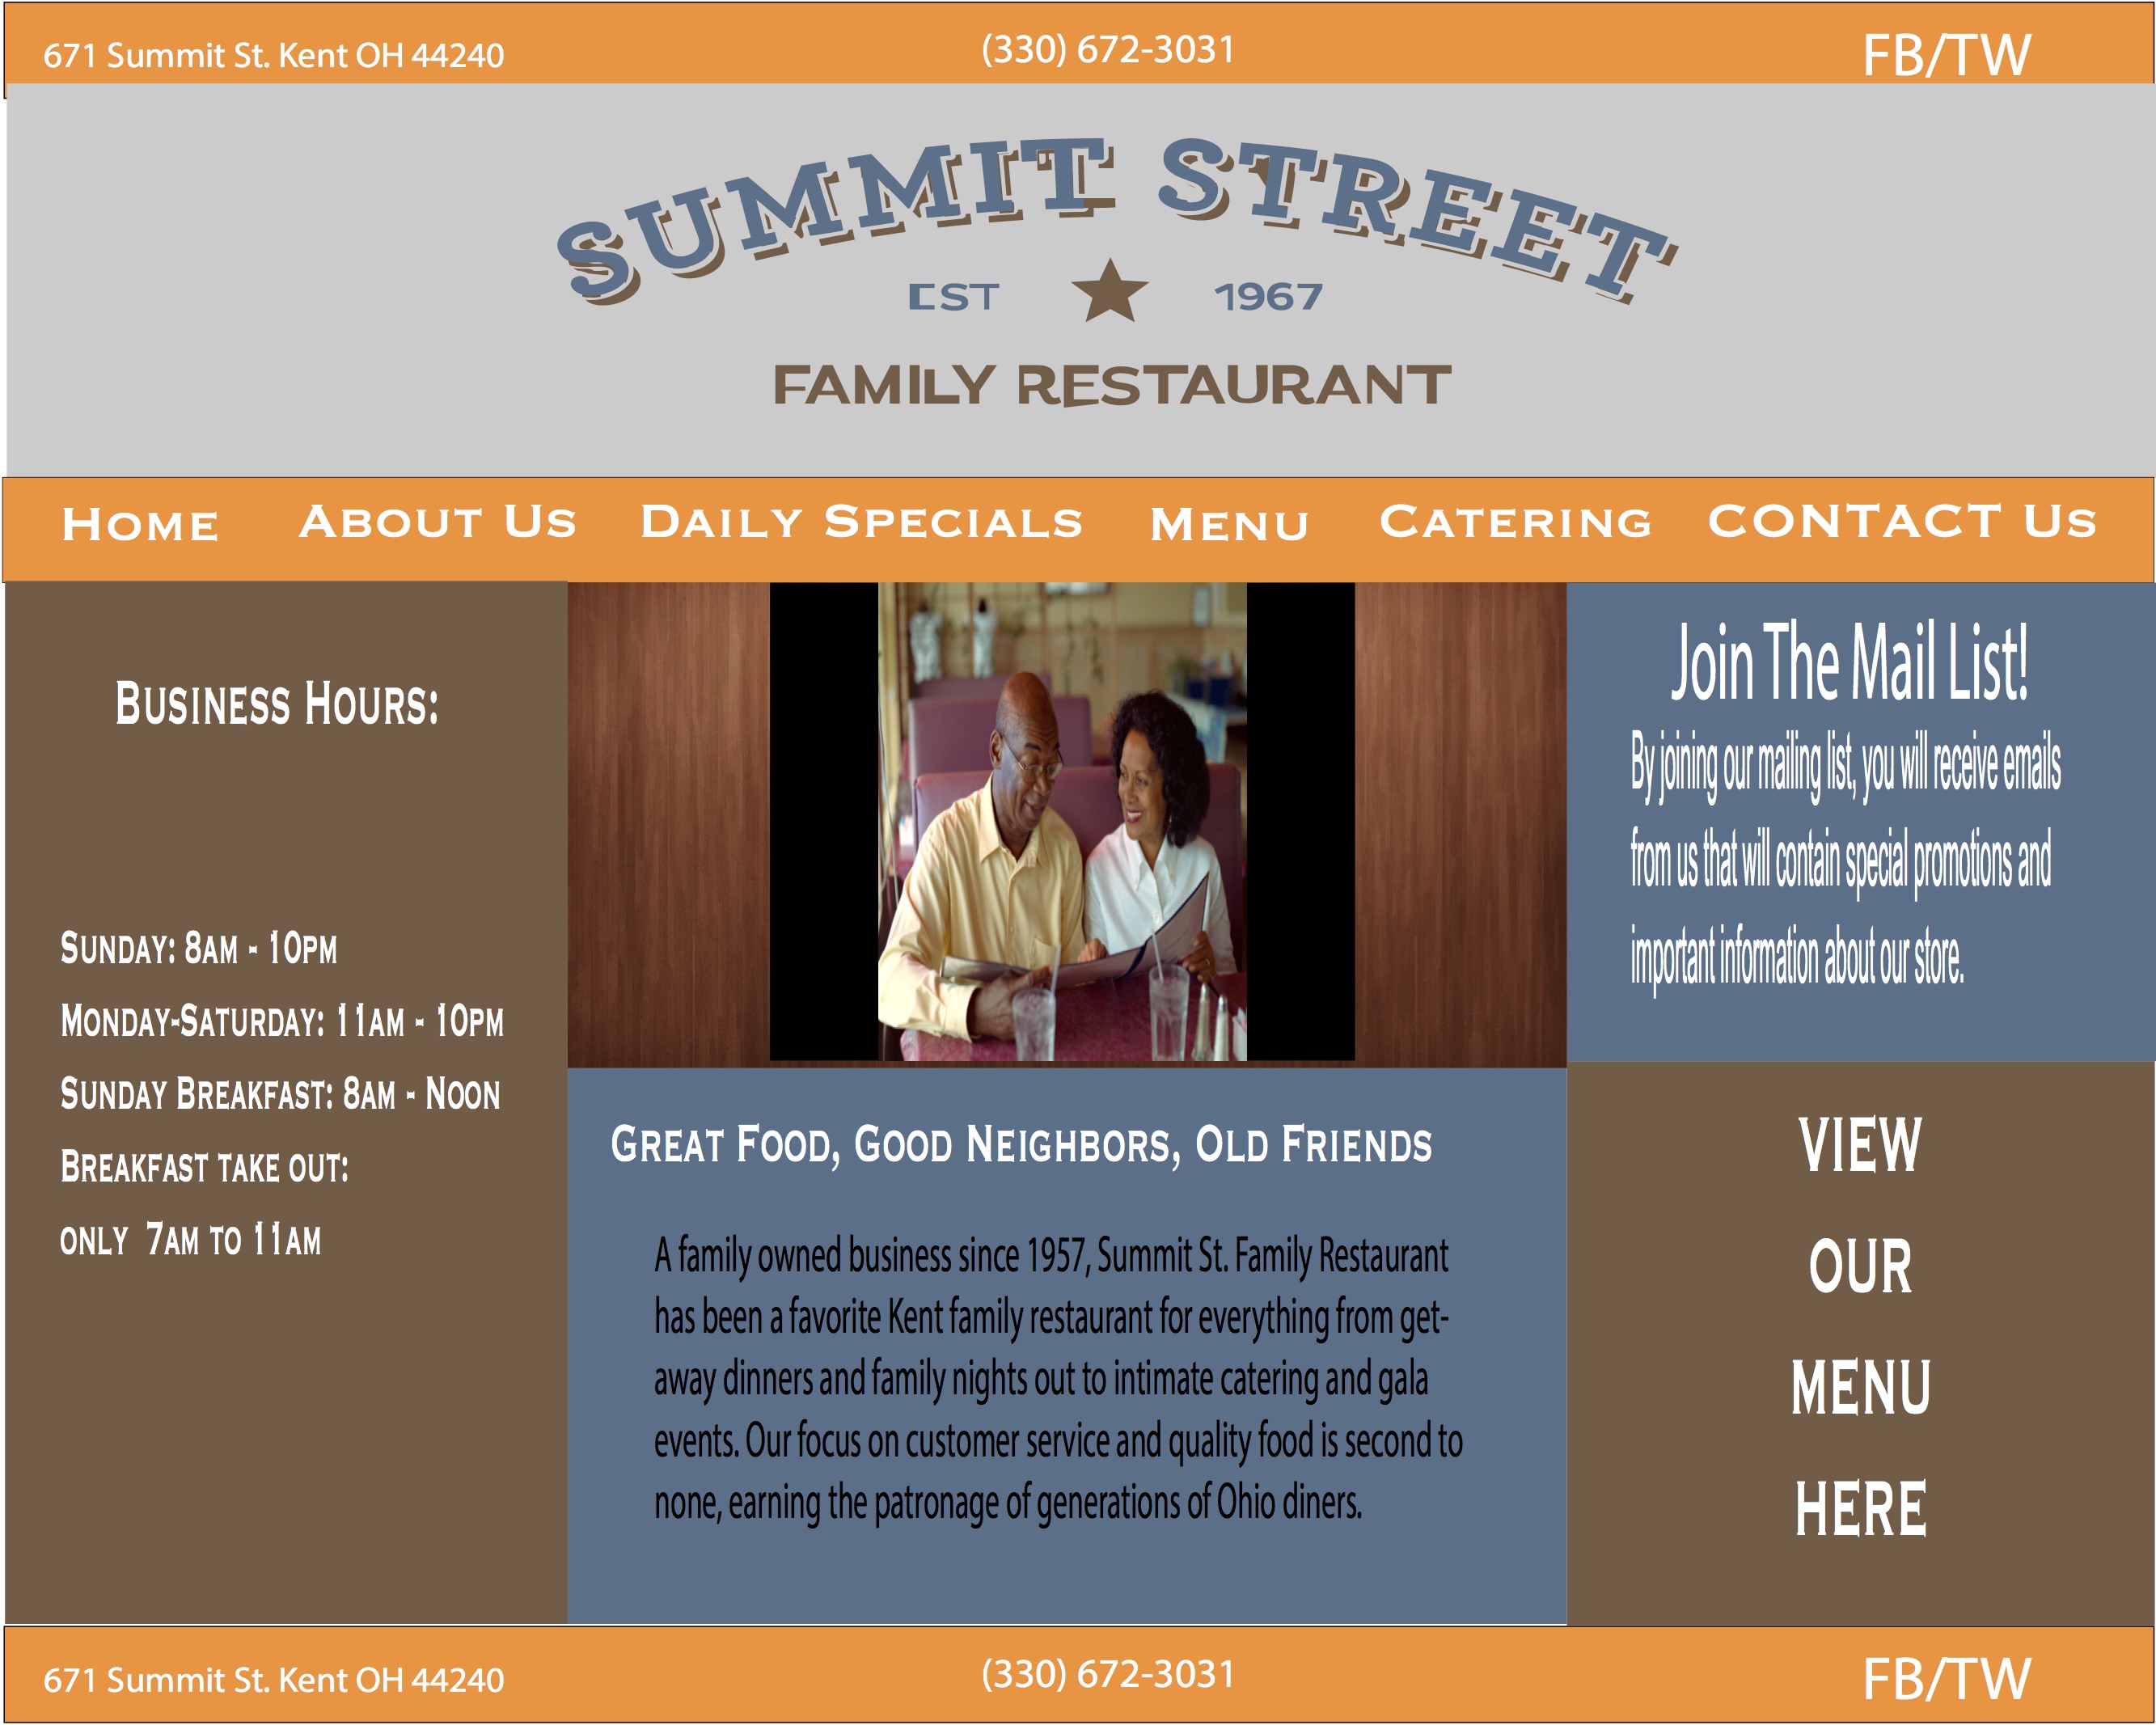 671 Summit St. Kent OH 44240
(330) 672-3031
FB/TW
SUMMIT STREET
EST 1967
FAMILY RESTAURANT
Home About Us Daily Specials Menu Catering CONTACT Us
Business Hours:
Sunday: 8am - 10pm
Monday-Saturday: 11am - 10pm
Sunday Breakfast: 8am - Noon
Breakfast take out:
only 7am to 11am
Great Food, Good Neighbors, Old Friends
A family owned business since 1957, Summit St. Family Restaurant
has been a favorite Kent family restaurant for everything from get-
away dinners and family nights out to intimate catering and gala
events. Our focus on customer service and quality food is second to
none, earning the patronage of generations of Ohio diners.
Join The Mail List!
By joining our mailing list, you will receive emails
from us that will contain special promotions and
important information about our store.
VIEW
OUR
MENU
HERE
671 Summit St. Kent OH 44240
(330) 672-3031
FB/TW